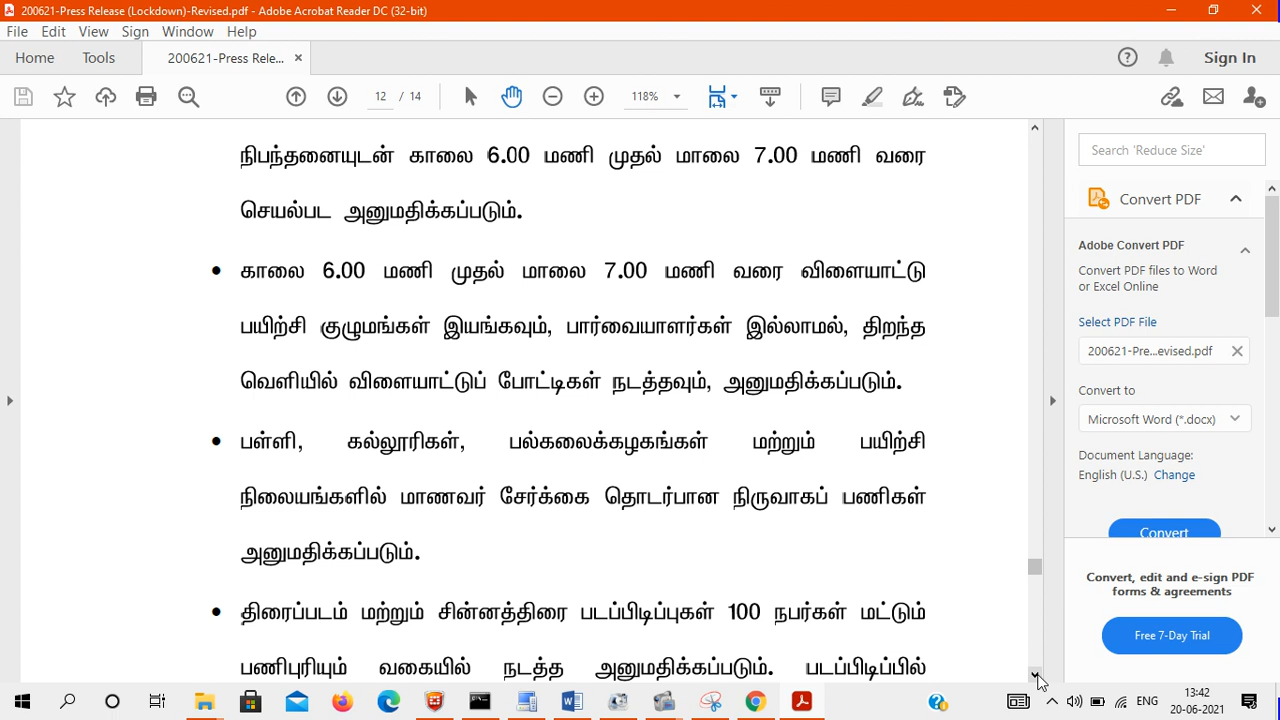 200621-Press Release (Lockdown)-Revised.pdf - Adobe Acrobat Reader DC (32-bit)
File Edit View Sign Window Help
Home Tools 200621-Press Rele... ×
Sign In
12 / 14 118%
Search 'Reduce Size'
நிபந்தனையுடன் காலை 6.00 மணி முதல் மாலை 7.00 மணி வரை
செயல்பட அனுமதிக்கப்படும்.
• காலை 6.00 மணி முதல் மாலை 7.00 மணி வரை விளையாட்டு
பயிற்சி குழுமங்கள் இயங்கவும், பார்வையாளர்கள் இல்லாமல், திறந்த
வெளியில் விளையாட்டுப் போட்டிகள் நடத்தவும், அனுமதிக்கப்படும்.
• பள்ளி, கல்லூரிகள், பல்கலைக்கழகங்கள் மற்றும் பயிற்சி
நிலையங்களில் மாணவர் சேர்க்கை தொடர்பான நிருவாகப் பணிகள்
அனுமதிக்கப்படும்.
• திரைப்படம் மற்றும் சின்னத்திரை படப்பிடிப்புகள் 100 நபர்கள் மட்டும்
பணிபுரியும் வகையில் நடத்த அனுமதிக்கப்படும். படப்பிடிப்பில்
Convert PDF
Adobe Convert PDF
Convert PDF files to Word
or Excel Online
Select PDF File
200621-Pre...evised.pdf
Convert to
Microsoft Word (*.docx)
Document Language:
English (U.S.) Change
Convert
Convert, edit and e-sign PDF
forms & agreements
Free 7-Day Trial
ENG
13:42
20-06-2021